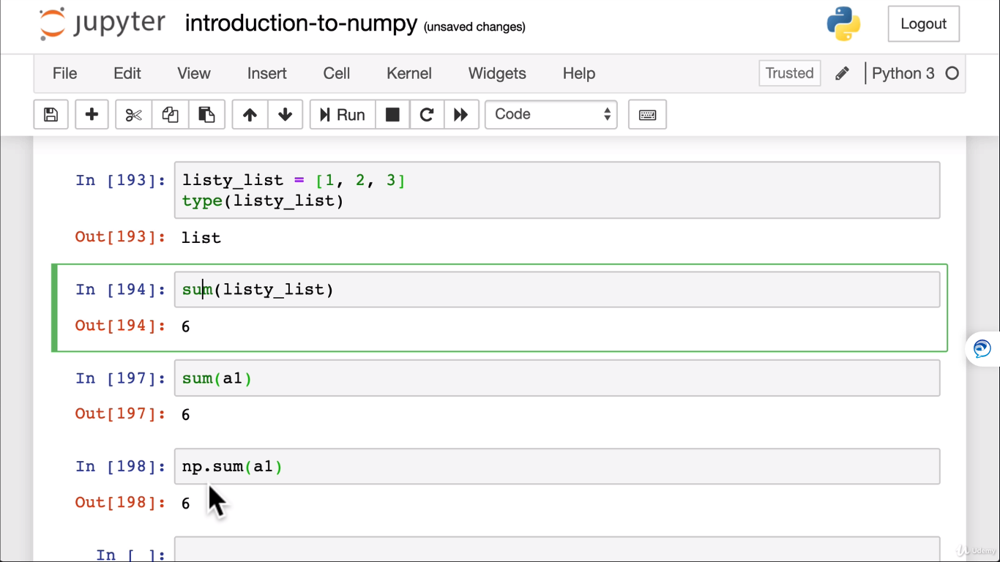 jupyter introduction-to-numpy (unsaved changes) Logout
File Edit View Insert Cell Kernel Widgets Help Trusted Python 3
Run Code
In [193]: listy_list = [1, 2, 3]
type(listy_list)
Out[193]: list
In [194]: sum(listy_list)
Out[194]: 6
In [197]: sum(a1)
Out[197]: 6
In [198]: np.sum(a1)
Out[198]: 6
In [ ]:
Udemy